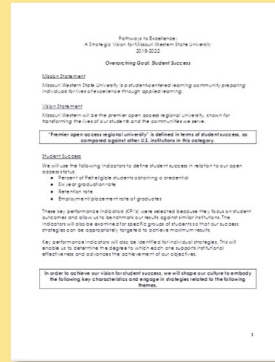 Pathways to Excellence:
A Strategic Vision for Missouri Western State University
2018-2022
Overarching Goal: Student Success
Mission Statement
Missouri Western State University is a student-centered learning community preparing
individuals for lives of excellence through applied learning.
Vision Statement
Missouri Western will be the premier open access regional university, known for
transforming the lives of our students and the communities we serve.
"Premier open access regional university" is defined in terms of student success, as
compared against other U.S. institutions in this category.
Student Success
We will use the following indicators to define student success in relation to our open
access status:
• Percent of Pell-eligible students obtaining a credential
• Six year graduation rate
• Retention rate
• Employment/placement rate of graduates
These key performance indicators (KPI's) were selected because they focus on student
outcomes and allow us to benchmark our results against similar institutions. The
indicators will also be examined for specific groups of students so that our success
strategies can be appropriately targeted to achieve maximum results.
Key performance indicators will also be identified for individual strategies. This will
enable us to determine the degree to which each one supports institutional
effectiveness and advances the achievement of our objectives.
In order to achieve our vision for student success, we will shape our culture to embody
the following key characteristics and engage in strategies related to the following
themes.
1